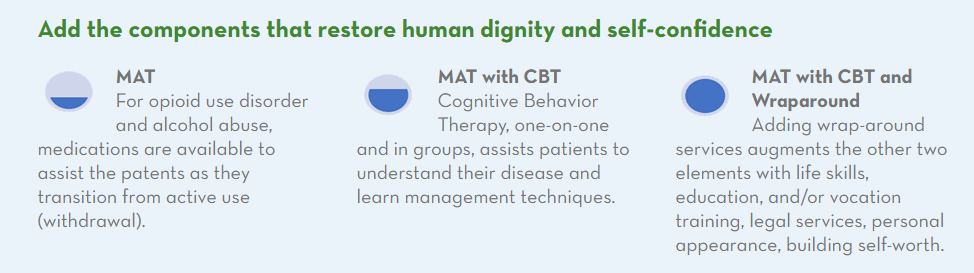 Add the components that restore human dignity and self-confidence
MAT
For opioid use disorder
and alcohol abuse,
medications are available to
assist the patents as they
transition from active use
(withdrawal).
MAT with CBT
Cognitive Behavior
Therapy, one-on-one
and in groups, assists patients to
understand their disease and
learn management techniques.
MAT with CBT and
Wraparound
Adding wrap-around
services augments the other two
elements with life skills,
education, and/or vocation
training, legal services, personal
appearance, building self-worth.